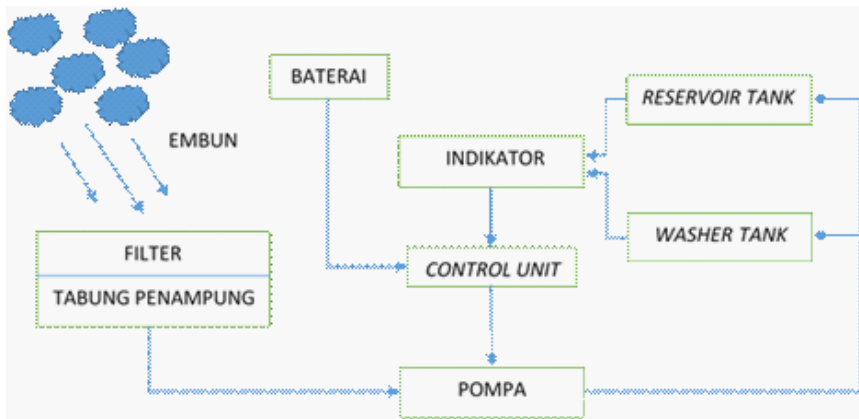 BATERAI
RESERVOIR TANK
EMBUN
INDIKATOR
WASHER TANK
FILTER
CONTROL UNIT
TABUNG PENAMPUNG
POMPA